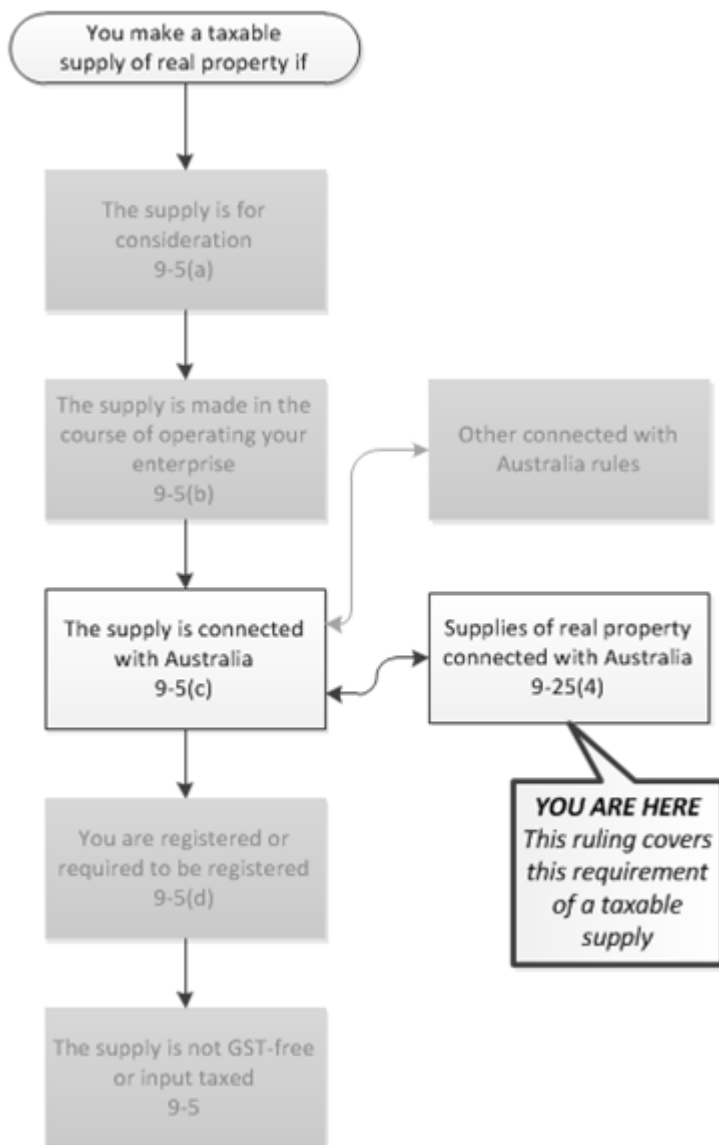 You make a taxable
supply of real property if
The supply is for
consideration
9-5(a)
The supply is made in the
course of operating your
enterprise
9-5(b)
Other connected with
Australia rules
The supply is connected
with Australia
9-5(c)
Supplies of real property
connected with Australia
9-25(4)
YOU ARE HERE
This ruling covers
this requirement
of a taxable
supply
You are registered or
required to be registered
9-5(d)
The supply is not GST-free
or input taxed
9-5